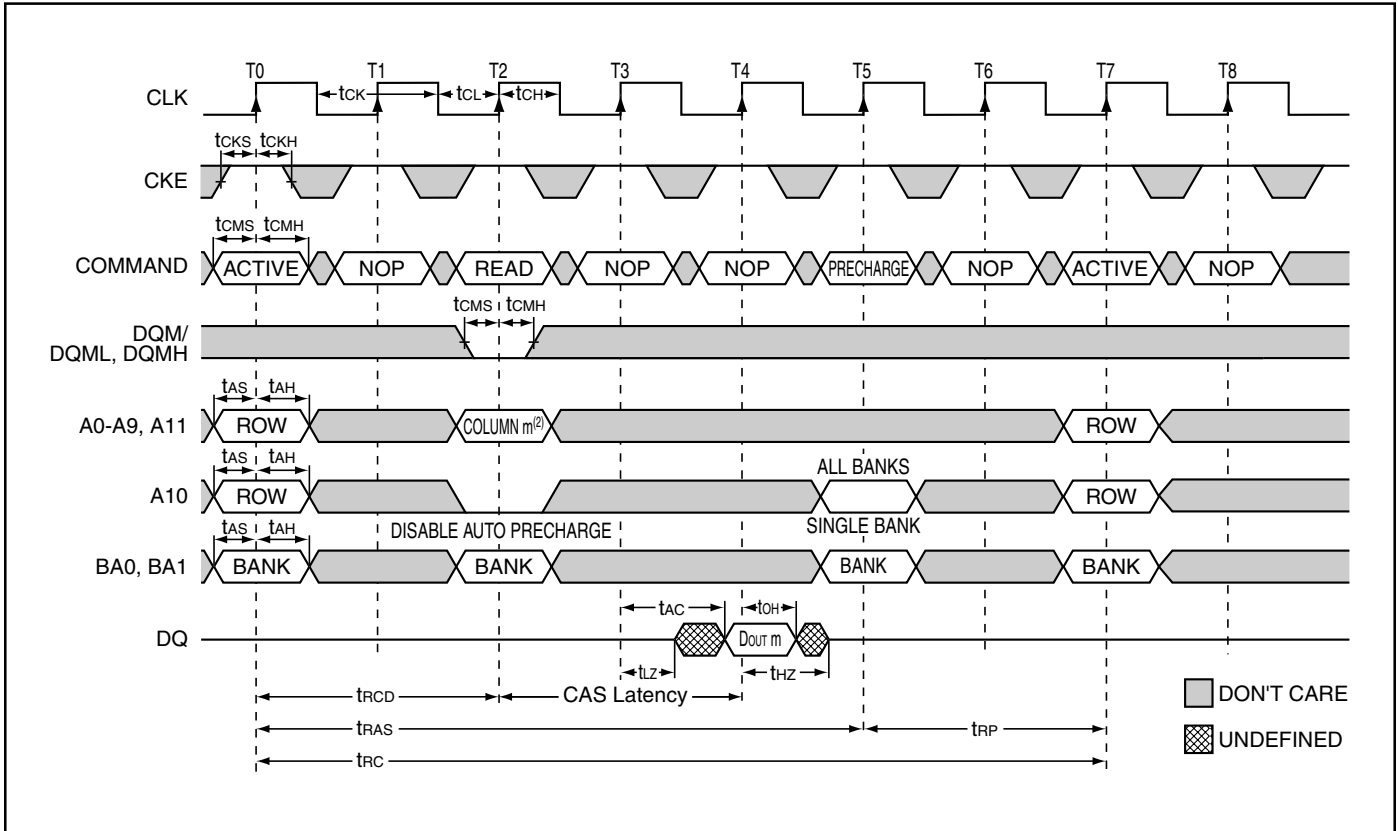 T0 T1 T2 T3 T4 T5 T6 T7 T8
CLK tCK tCL tCH
tCKS tCKH
CKE
tCMS tCMH
COMMAND ACTIVE NOP READ NOP NOP PRECHARGE NOP ACTIVE NOP
tCMS tCMH
DQM/
DQML, DQMH
tAS tAH
A0-A9, A11 ROW COLUMN m(2) ROW
tAS tAH ALL BANKS
A10 ROW ROW
tAS tAH DISABLE AUTO PRECHARGE SINGLE BANK
BA0, BA1 BANK BANK BANK BANK
tAC tOH
DQ DOUT m
tLZ tHZ
tRCD CAS Latency DON'T CARE
tRAS tRP
UNDEFINED
tRC